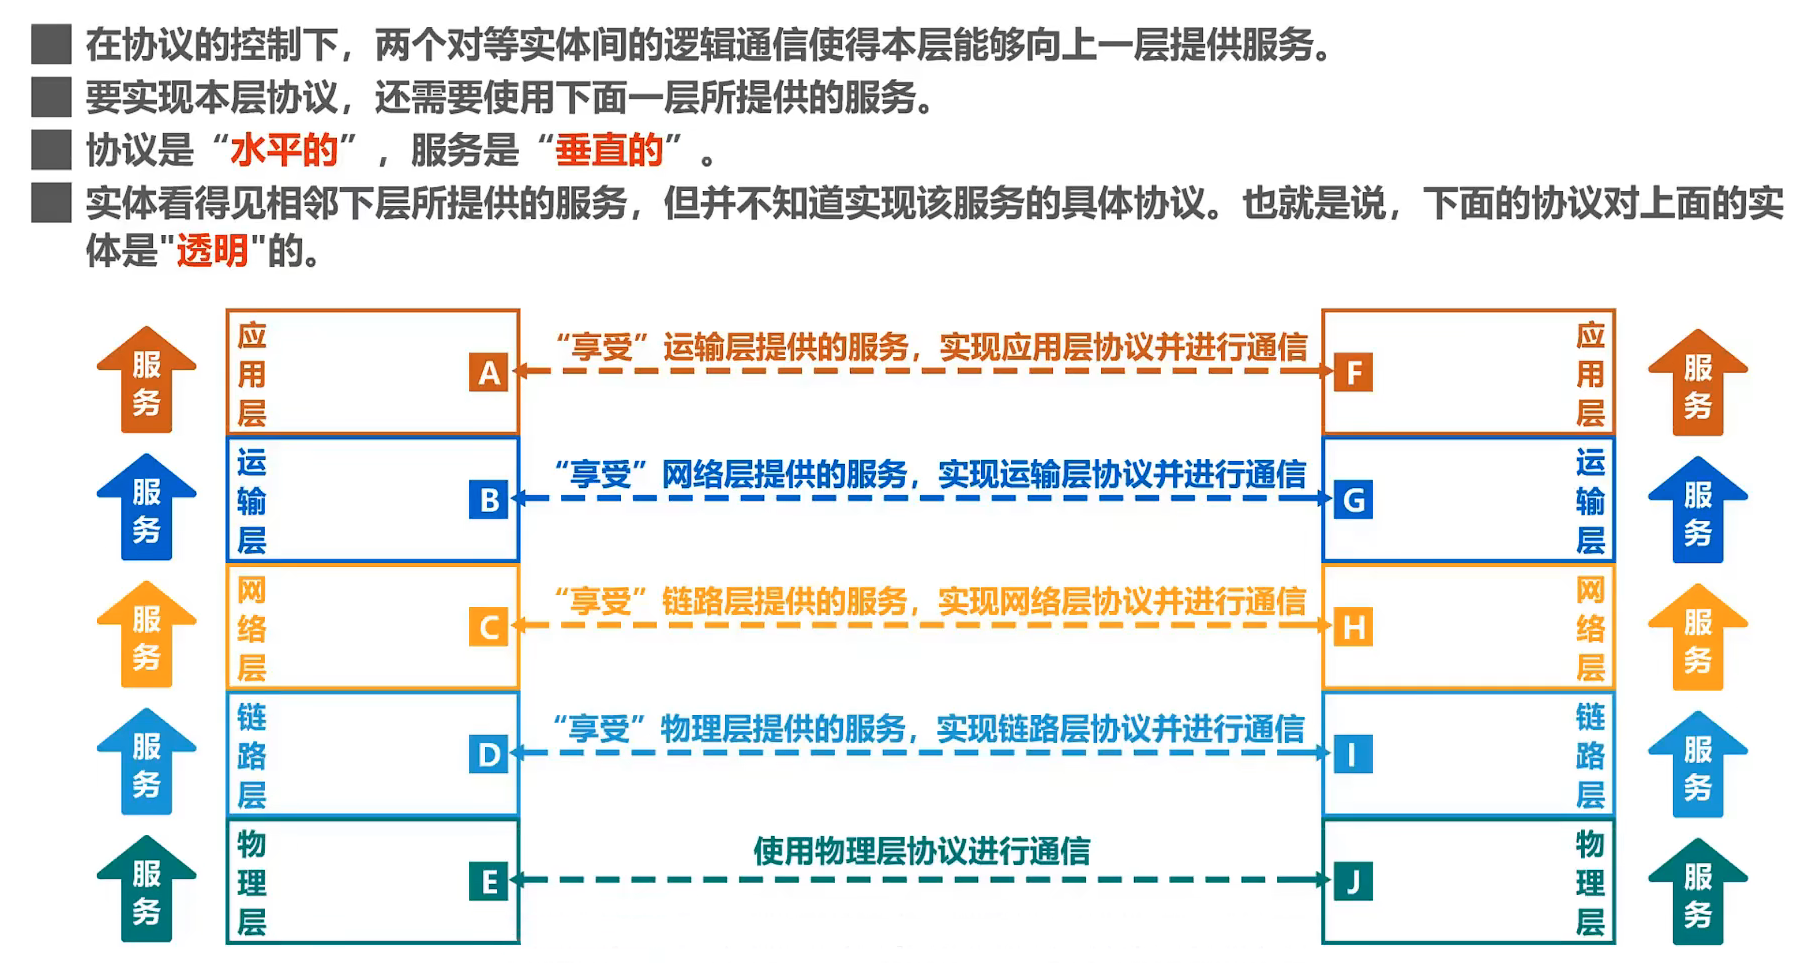 在协议的控制下，两个对等实体间的逻辑通信使得本层能够向上一层提供服务。
要实现本层协议，还需要使用下面一层所提供的服务。
协议是“水平的”，服务是“垂直的”。
实体看得见相邻下层所提供的服务，但并不知道实现该服务的具体协议。也就是说，下面的协议对上面的实
体是"透明"的。
服务
应用层
A
“享受”运输层提供的服务，实现应用层协议并进行通信
F
应用层
服务
服务
运输层
B
“享受”网络层提供的服务，实现运输层协议并进行通信
G
运输层
服务
服务
网络层
C
“享受”链路层提供的服务，实现网络层协议并进行通信
H
网络层
服务
服务
链路层
D
“享受”物理层提供的服务，实现链路层协议并进行通信
I
链路层
服务
服务
物理层
E
使用物理层协议进行通信
J
物理层
服务